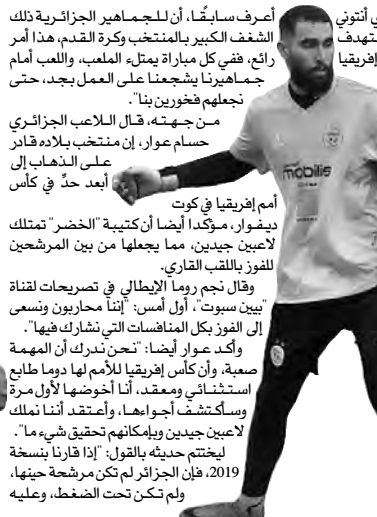 ي أنتوني
تهدف
إفريقيا
أعرف سابقًا، أن للجماهير الجزائرية ذلك
الشغف الكبير بالمنتخب وكرة القدم، هذا أمر
رائع، ففي كل مباراة يمتلء الملعب، واللعب أمام
جماهيرنا يشجعنا على العمل بجد، حتى
نجعلهم فخورين بنا".
من جهته، قال اللاعب الجزائري
حسام عوار، إن منتخب بلاده قادر
على الذهاب إلى
أبعد حدّ في كأس
أمم إفريقيا في كوت
ديفوار، مؤكدا أيضا أن كتيبة "الخضر" تمتلك
لاعبين جيدين، مما يجعلها من بين المرشحين
للفوز باللقب القاري.
وقال نجم روما الإيطالي في تصريحات لقناة
"بيين سبوت"، أول أمس: "إننا محاربون ونسعى
إلى الفوز بكل المنافسات التي نشارك فيها".
وأكد عوار أيضا: "نحن ندرك أن المهمة
صعبة، وأن كأس إفريقيا للأمم لها دوما طابع
استثنائي ومعقد، أنا أخوضها لأول مرة
وسأكتشف أجواءها، وأعتقد أننا نملك
لاعبين جيدين وبإمكانهم تحقيق شيء ما".
ليختتم حديثه بالقول: "إذا قارنا بنسخة
2019، فإن الجزائر لم تكن مرشحة حينها،
ولم تكن تحت الضغط، وعليه
mobilis